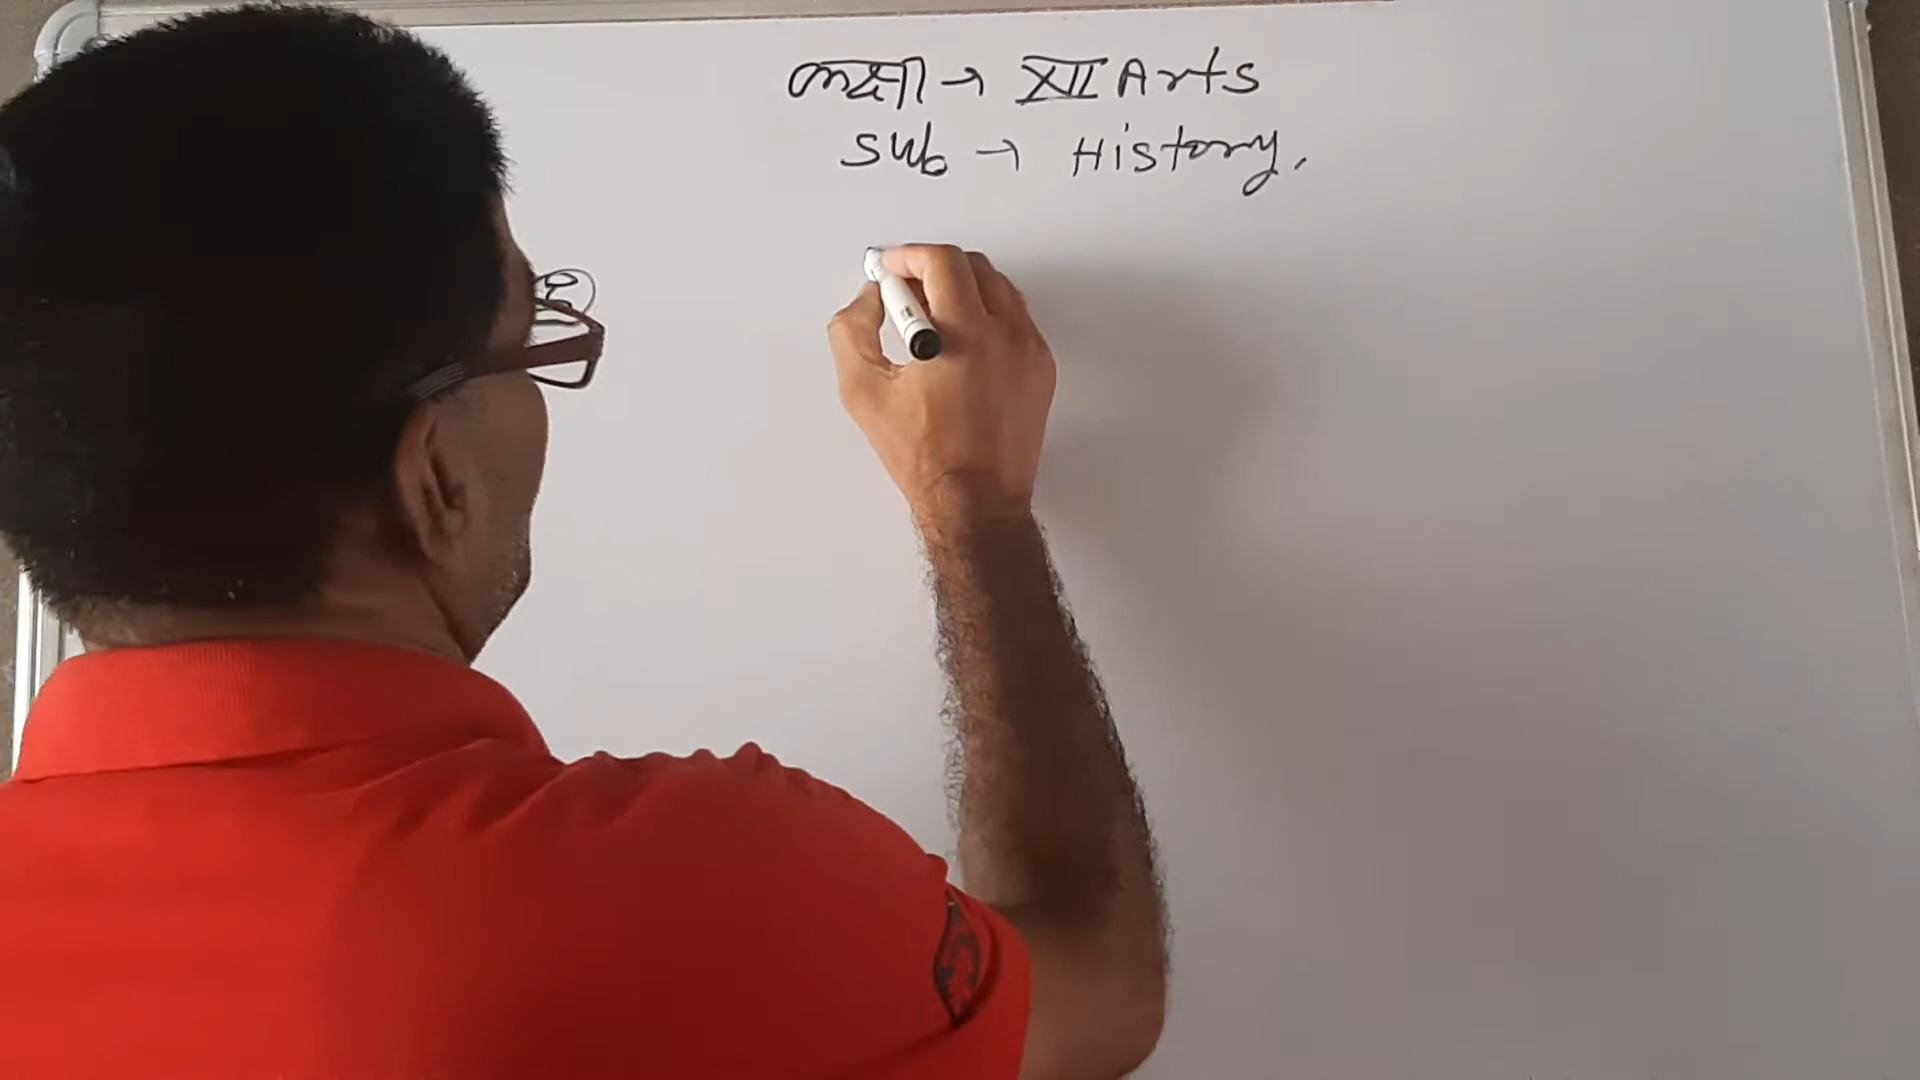 कक्षा → XII Arts
Sub → History,